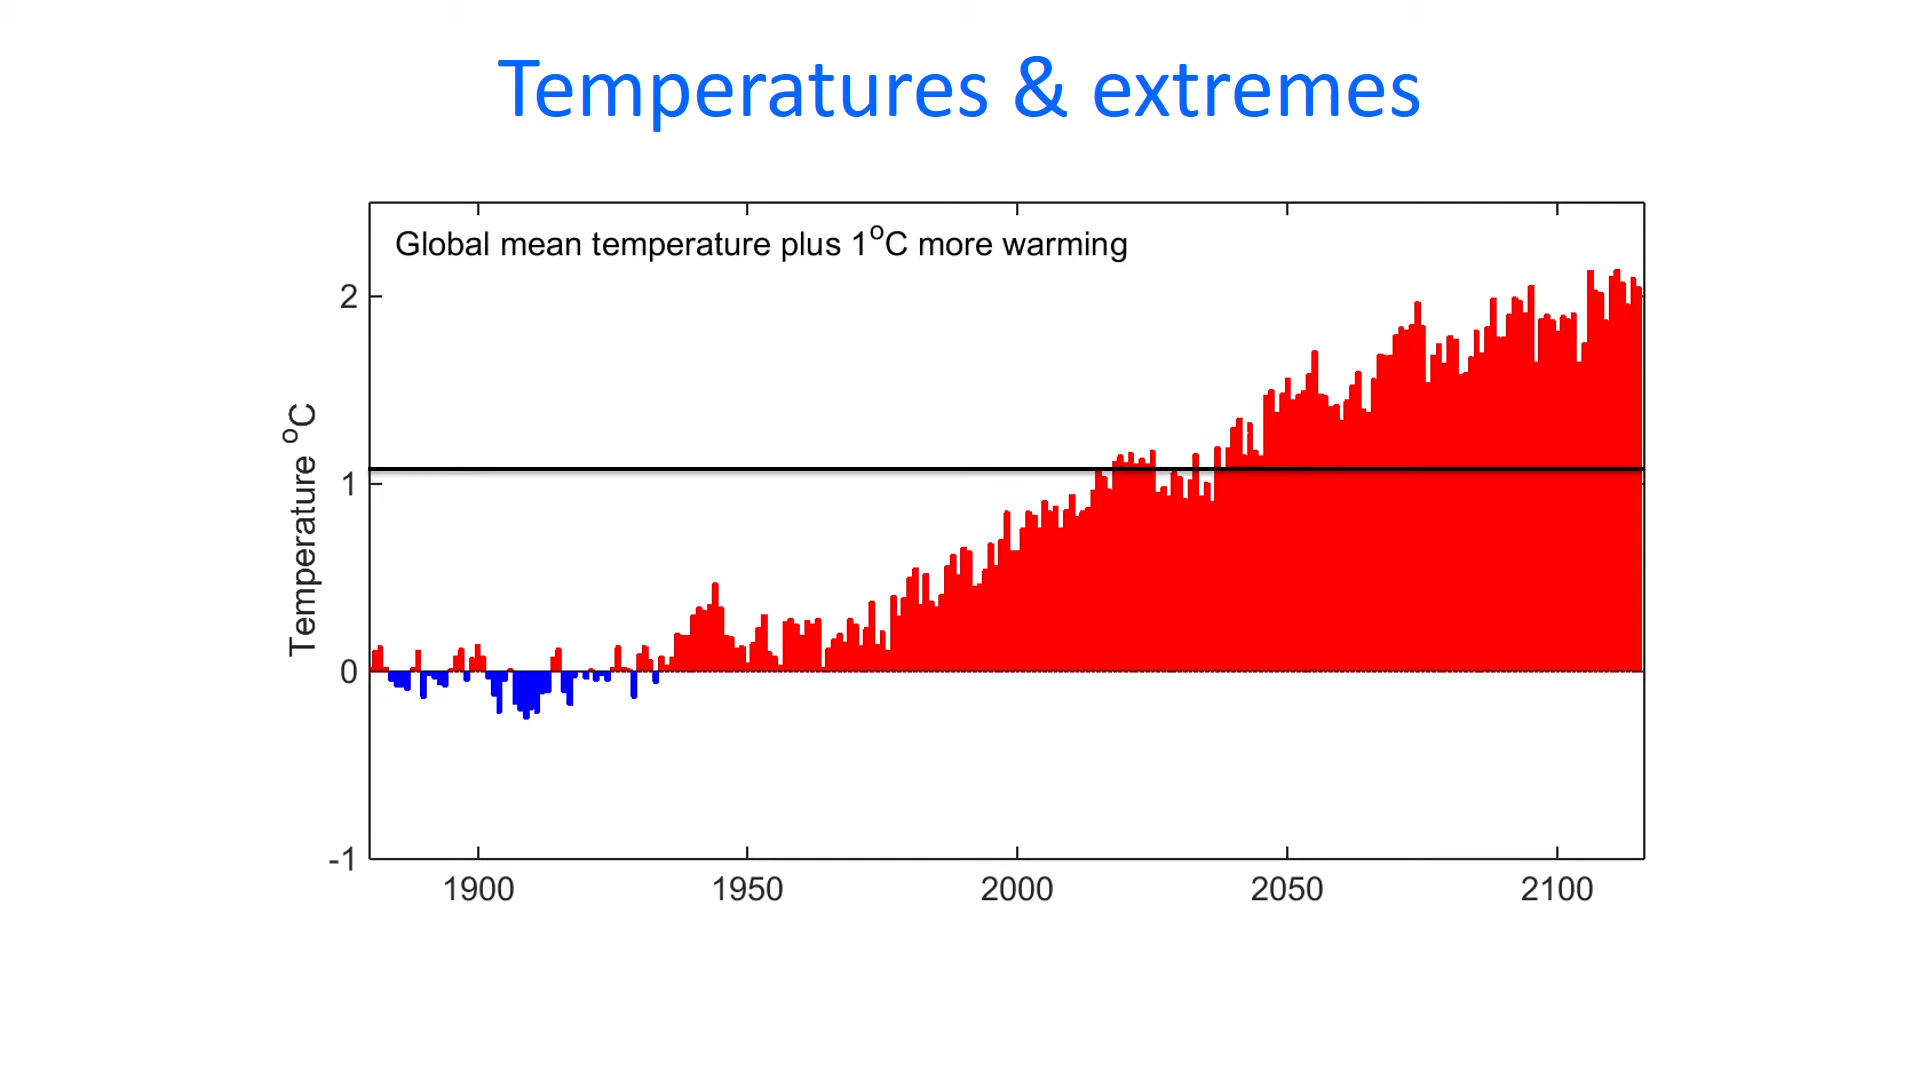 Temperatures & extremes
Global mean temperature plus 1°C more warming
Temperature °C
2
1
0
-1
1900 1950 2000 2050 2100